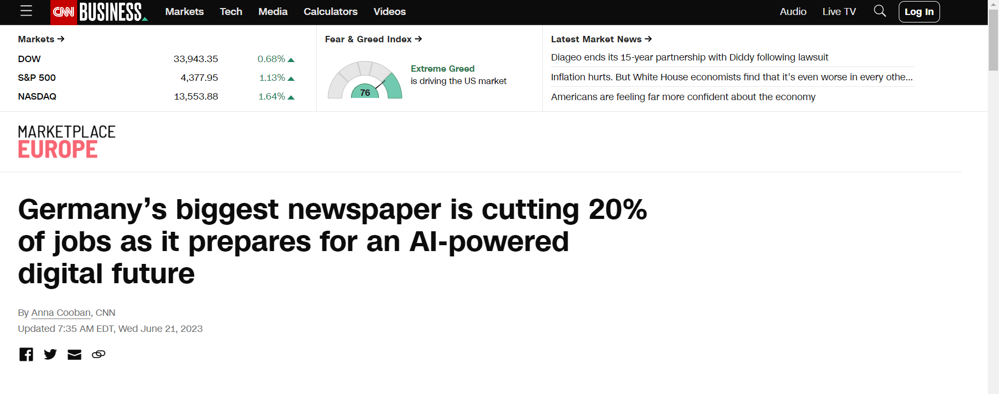 CNN BUSINESS Markets Tech Media Calculators Videos Audio Live TV Log In
Markets →
DOW 33,943.35 0.68%
S&P 500 4,377.95 1.13%
NASDAQ 13,553.88 1.64%
Fear & Greed Index →
76
Extreme Greed
is driving the US market
Latest Market News →
Diageo ends its 15-year partnership with Diddy following lawsuit
Inflation hurts. But White House economists find that it’s even worse in every othe...
Americans are feeling far more confident about the economy
MARKETPLACE
EUROPE
Germany’s biggest newspaper is cutting 20%
of jobs as it prepares for an AI-powered
digital future
By Anna Cooban, CNN
Updated 7:35 AM EDT, Wed June 21, 2023